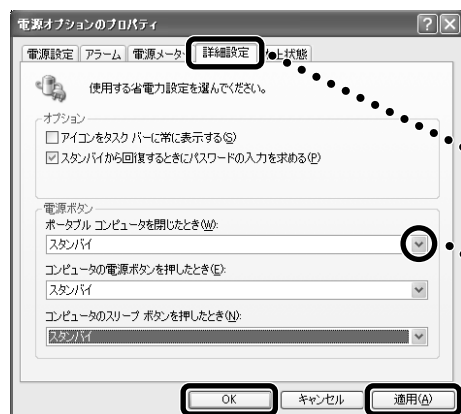 電源オプションのプロパティ
電源設定 アラーム 電源メータ 詳細設定 止状態
使用する省電力設定を選んでください。
オプション
アイコンをタスク バーに常に表示する(S)
スタンバイから回復するときにパスワードの入力を求める(P)
電源ボタン
ポータブル コンピュータを閉じたとき(W):
スタンバイ
コンピュータの電源ボタンを押したとき(E):
スタンバイ
コンピュータのスリープ ボタンを押したとき(N):
スタンバイ
OK キャンセル 適用(A)